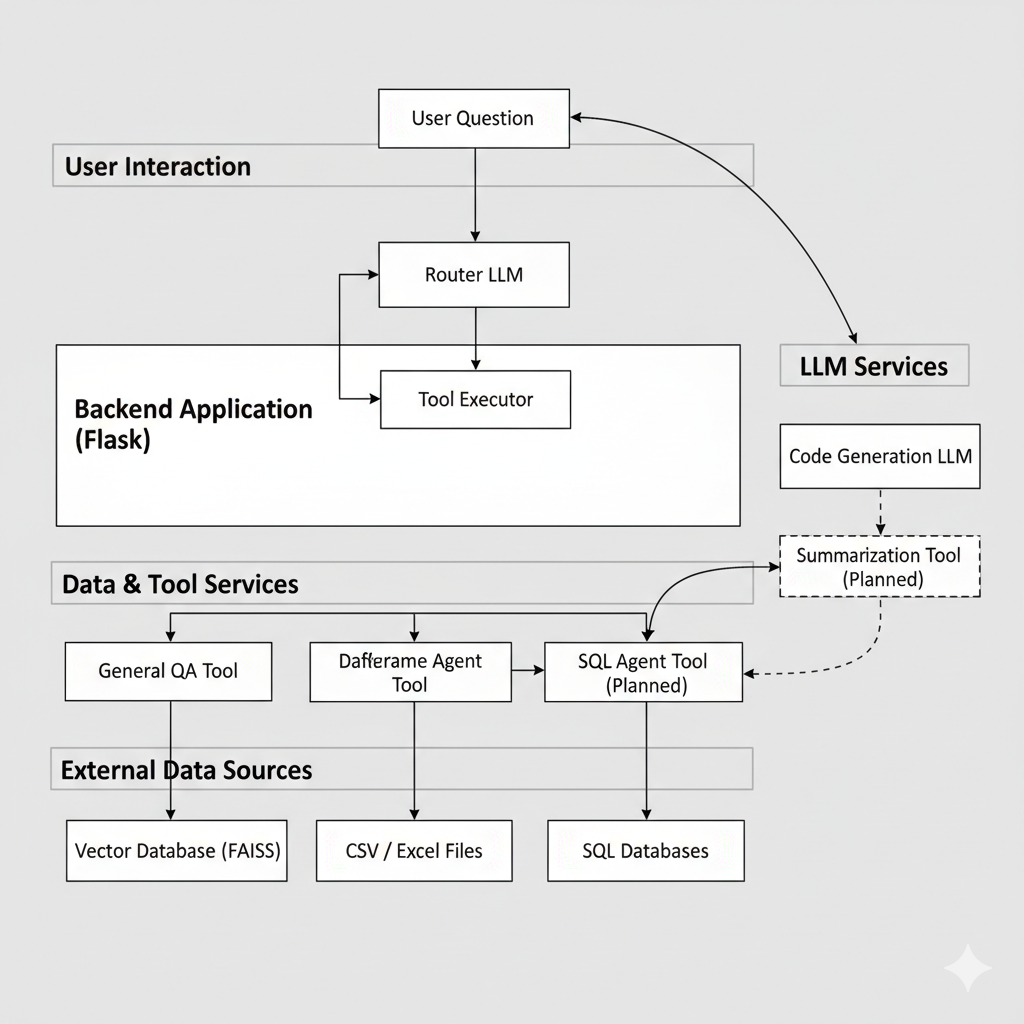 User Question
User Interaction
Router LLM
Backend Application
(Flask)
Tool Executor
LLM Services
Code Generation LLM
Summarization Tool
(Planned)
Data & Tool Services
General QA Tool
Agent
Tool
SQL Agent Tool
(Planned)
External Data Sources
Vector Database (FAISS)
CSV / Excel Files
SQL Databases